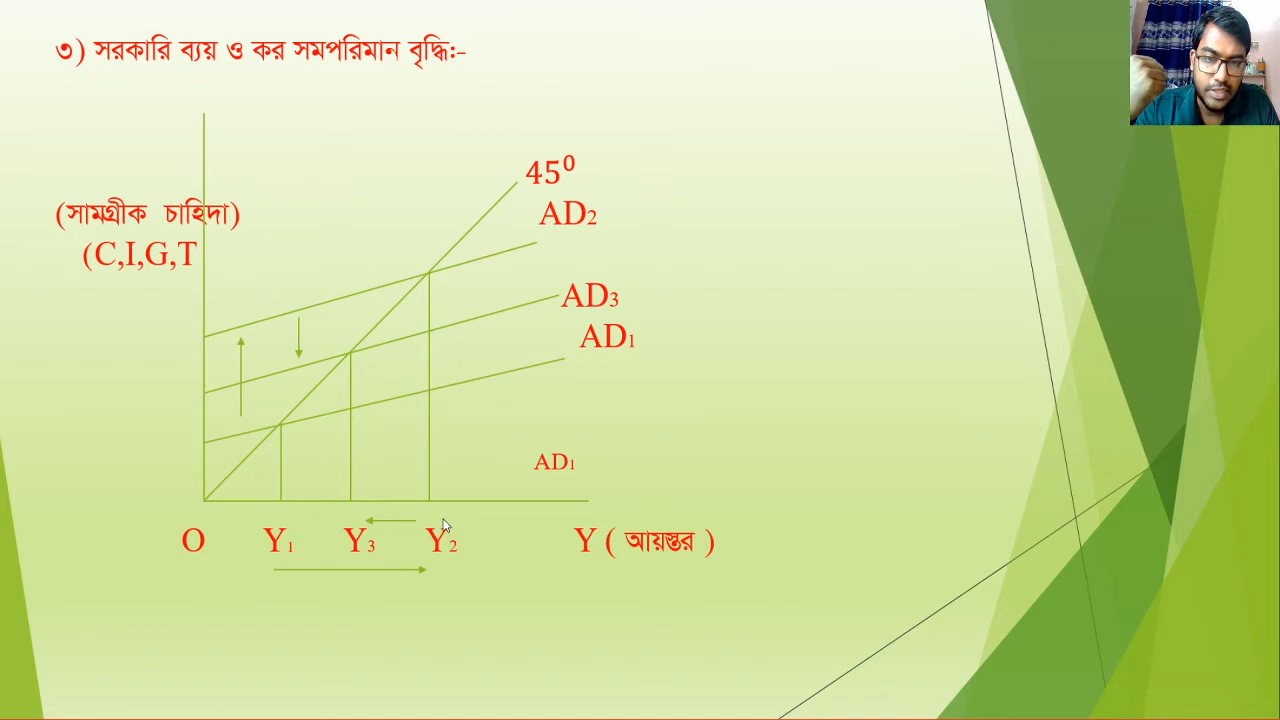 ৩) সরকারি ব্যয় ও কর সমপরিমান বৃদ্ধি:-
45⁰
(সামগ্রীক চাহিদা)
AD₂
(C,I,G,T
AD₃
AD₁
AD₁
O Y₁ Y₃ Y₂ Y ( আয়স্তর )